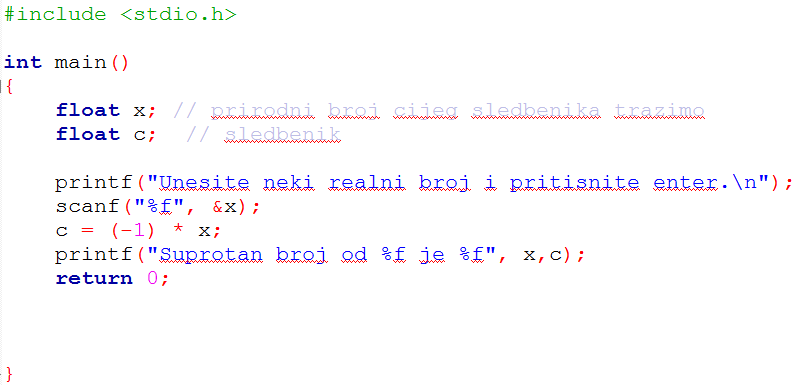 #include <stdio.h>
int main()
{
float x; // prirodni broj cijeg sledbenika trazimo
float c; // sledbenik
printf("Unesite neki realni broj i pritisnite enter.\n");
scanf("%f", &x);
c = (-1) * x;
printf("Suprotan broj od %f je %f", x,c);
return 0;
}